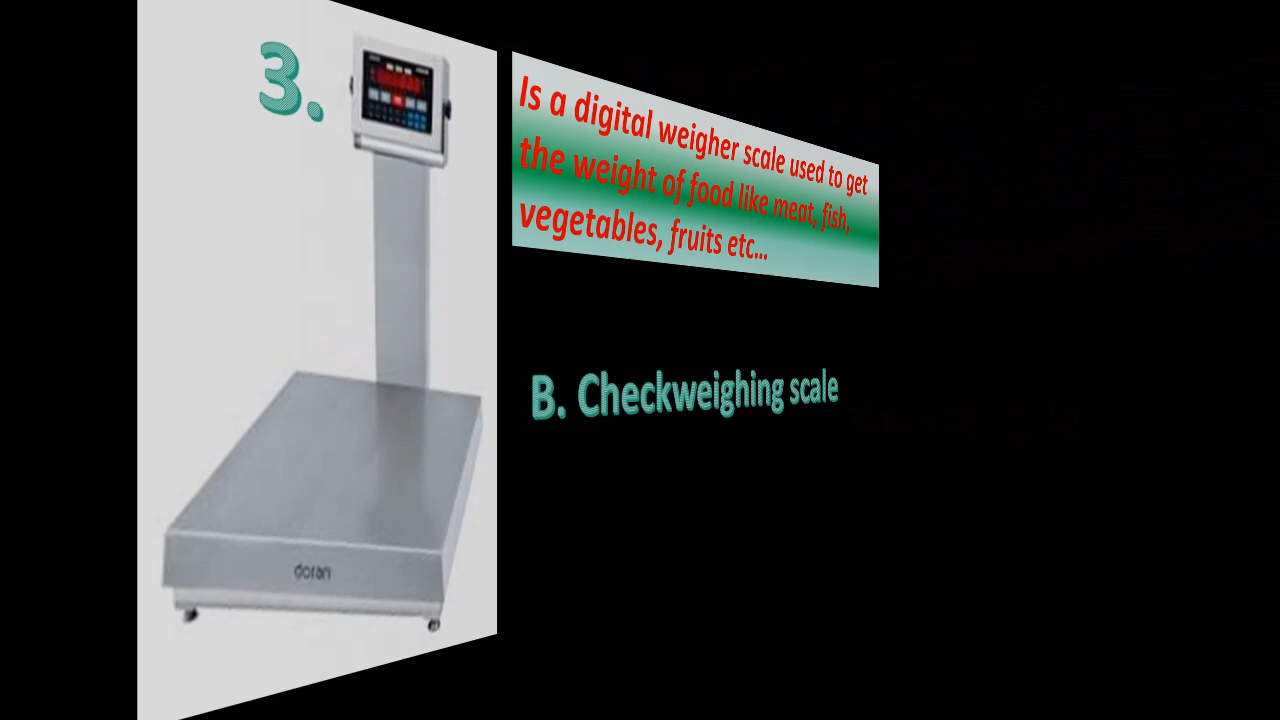 3.
Is a digital weigher scale used to get
the weight of food like meat, fish,
vegetables, fruits etc...
B. Checkweighing scale
doran